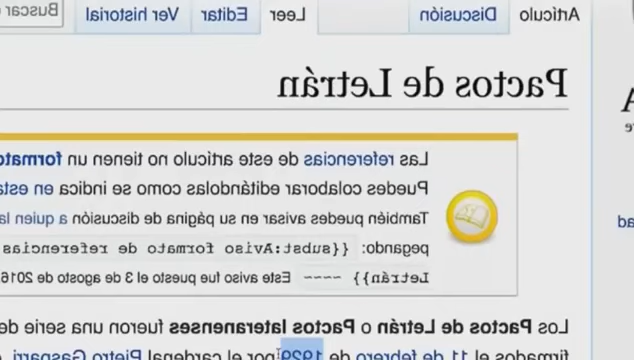 Artículo Discusión Leer Editar Ver historial Buscar
Pactos de Letrán
Las referencias de este artículo no tienen un formato
Puedes colaborar editándolas como se indica en esta
También puedes avisar en su página de discusión a quien la
pegando: {{subst:Aviso formato de referencias
Letrán}} ~~~~ Este aviso fue puesto el 3 de agosto de 2016
Los Pactos de Letrán o Pactos lateranenses fueron una serie de
firmados el 11 de febrero de 1929 por el cardenal Pietro Gasparri